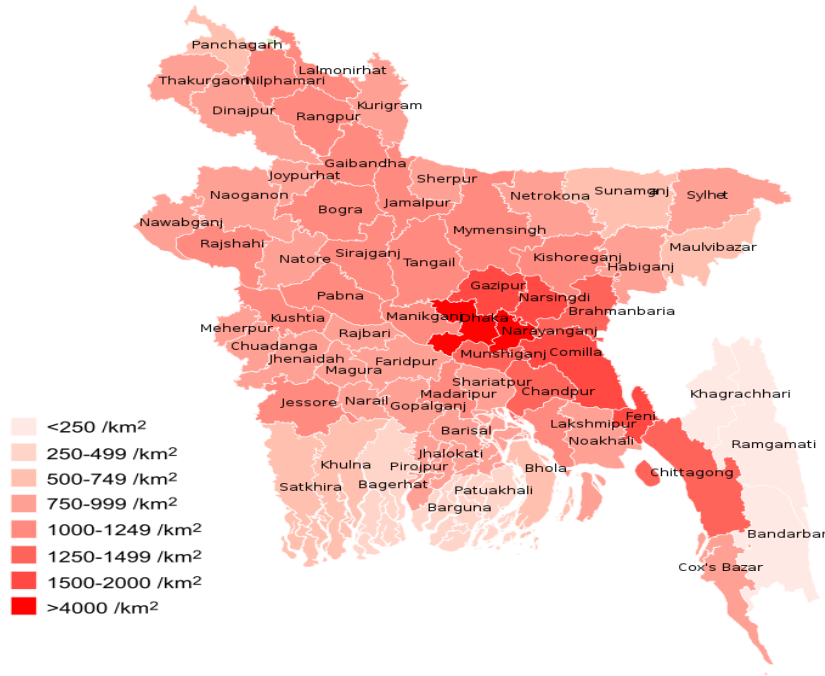 Panchagarh
Lalmonirhat
Thakurgaon
Nilphamari
Kurigram
Dinajpur
Rangpur
Gaibandha
Joypurhat
Sherpur
Naoganon
Netrokona
Sunamganj
Sylhet
Jamalpur
Bogra
Nawabganj
Mymensingh
Rajshahi
Maulvibazar
Natore
Sirajganj
Tangail
Kishoreganj
Habiganj
Gazipur
Pabna
Narsingdi
Brahmanbaria
Kushtia
Manikganj
Dhaka
Meherpur
Rajbari
Narayanganj
Chuadanga
Jhenaidah
Faridpur
Munshiganj
Comilla
Magura
Shariatpur
Jessore
Narail
Madaripur
Chandpur
Khagrachhari
Gopalganj
Feni
<250 /km2
Barisal
Lakshmipur
Noakhali
Ramgamati
250-499 /km2
Jhalokati
Khulna
Pirojpur
Bhola
Chittagong
500-749 /km2
Satkhira
Bagerhat
Patuakhali
750-999 /km2
Barguna
1000-1249 /km2
Bandarban
1250-1499 /km2
Cox's Bazar
1500-2000 /km2
>4000 /km2